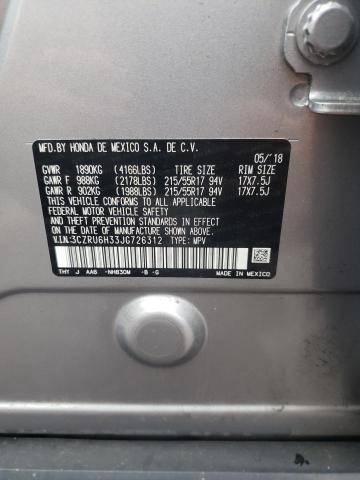 MFD.BY HONDA DE MEXICO S.A. DE C.V.
05/'18
GVWR 1890KG (4166LBS) TIRE SIZE RIM SIZE
GAWR F 988KG (2178LBS) 215/55R17 94V 17X7.5J
GAWR R 902KG (1988LBS) 215/55R17 94V 17X7.5J
THIS VEHICLE CONFORMS TO ALL APPLICABLE
FEDERAL MOTOR VEHICLE SAFETY, BUMPER, AND
THEFT PREVENTION STANDARDS IN EFFECT ON THE
DATE OF MANUFACTURE SHOWN ABOVE.
V.I.N:3CZRU6H33JG726312 TYPE: MPV
MADE IN MEXICO
THY J AA6 -NH830M -B -G